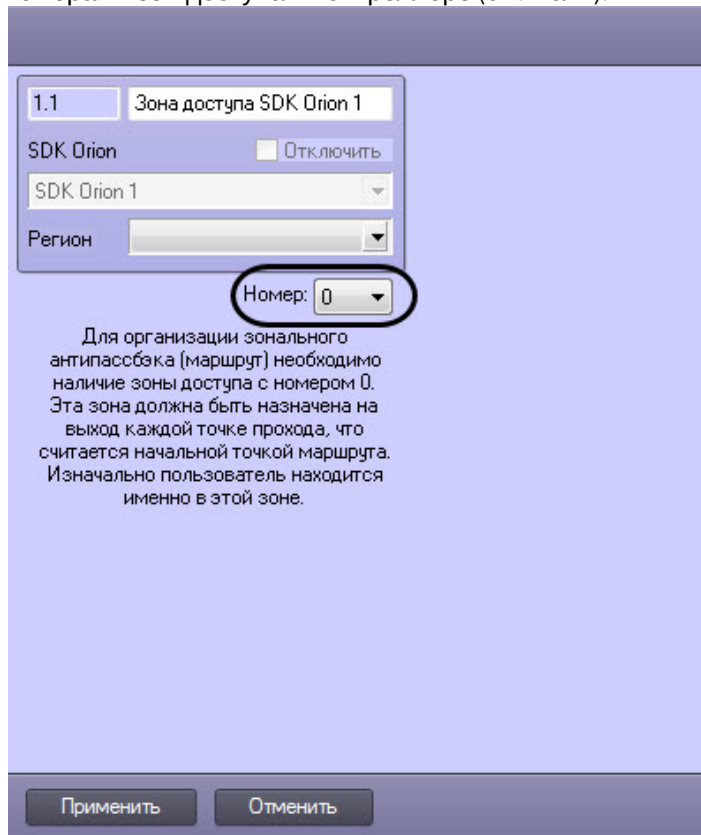 1.1 Зона доступа SDK Orion 1
SDK Orion Отключить
SDK Orion 1
Регион
Номер: 0
Для организации зонального
антипассбэка (маршрут) необходимо
наличие зоны доступа с номером 0.
Эта зона должна быть назначена на
выход каждой точке прохода, что
считается начальной точкой маршрута.
Изначально пользователь находится
именно в этой зоне.
Применить Отменить